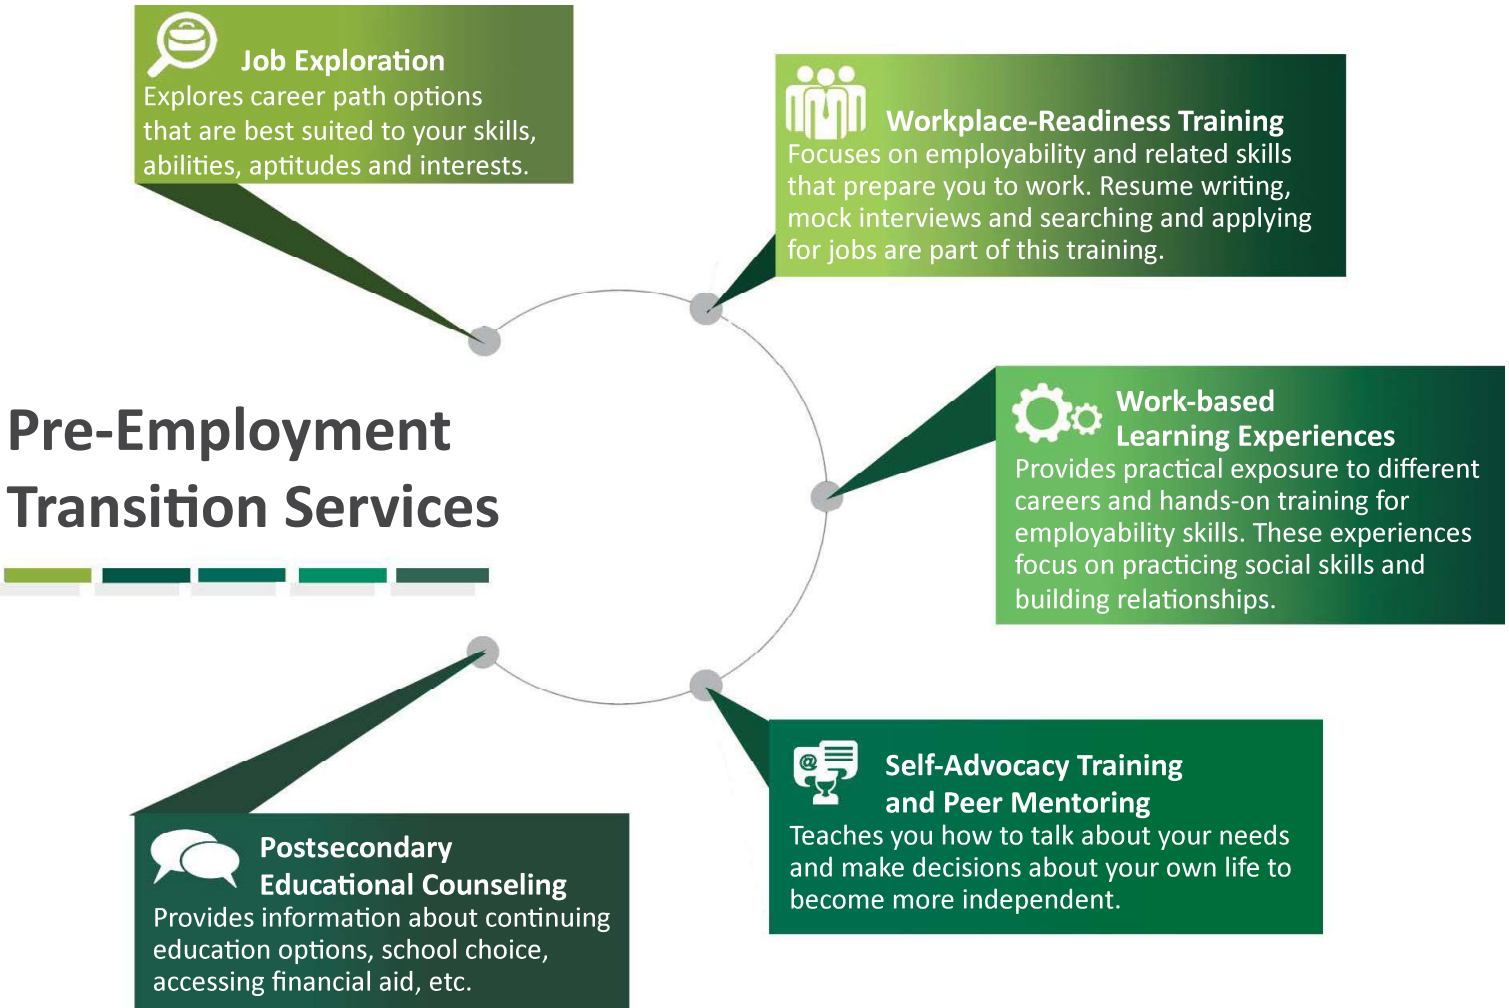 Pre-Employment
Transition Services
Job Exploration
Explores career path options
that are best suited to your skills,
abilities, aptitudes and interests.
Workplace-Readiness Training
Focuses on employability and related skills
that prepare you to work. Resume writing,
mock interviews and searching and applying
for jobs are part of this training.
Work-based
Learning Experiences
Provides practical exposure to different
careers and hands-on training for
employability skills. These experiences
focus on practicing social skills and
building relationships.
@
Self-Advocacy Training
and Peer Mentoring
Teaches you how to talk about your needs
and make decisions about your own life to
become more independent.
Postsecondary
Educational Counseling
Provides information about continuing
education options, school choice,
accessing financial aid, etc.